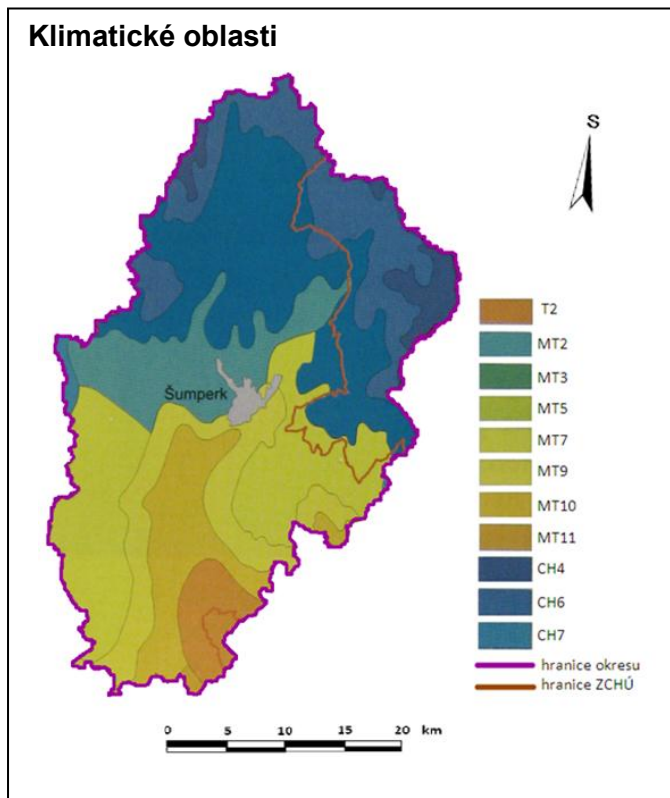 Klimatické oblasti
S
Šumperk
T2
MT2
MT3
MT5
MT7
MT9
MT10
MT11
CH4
CH6
CH7
hranice okresu
hranice ZCHÚ
0 5 10 15 20 km